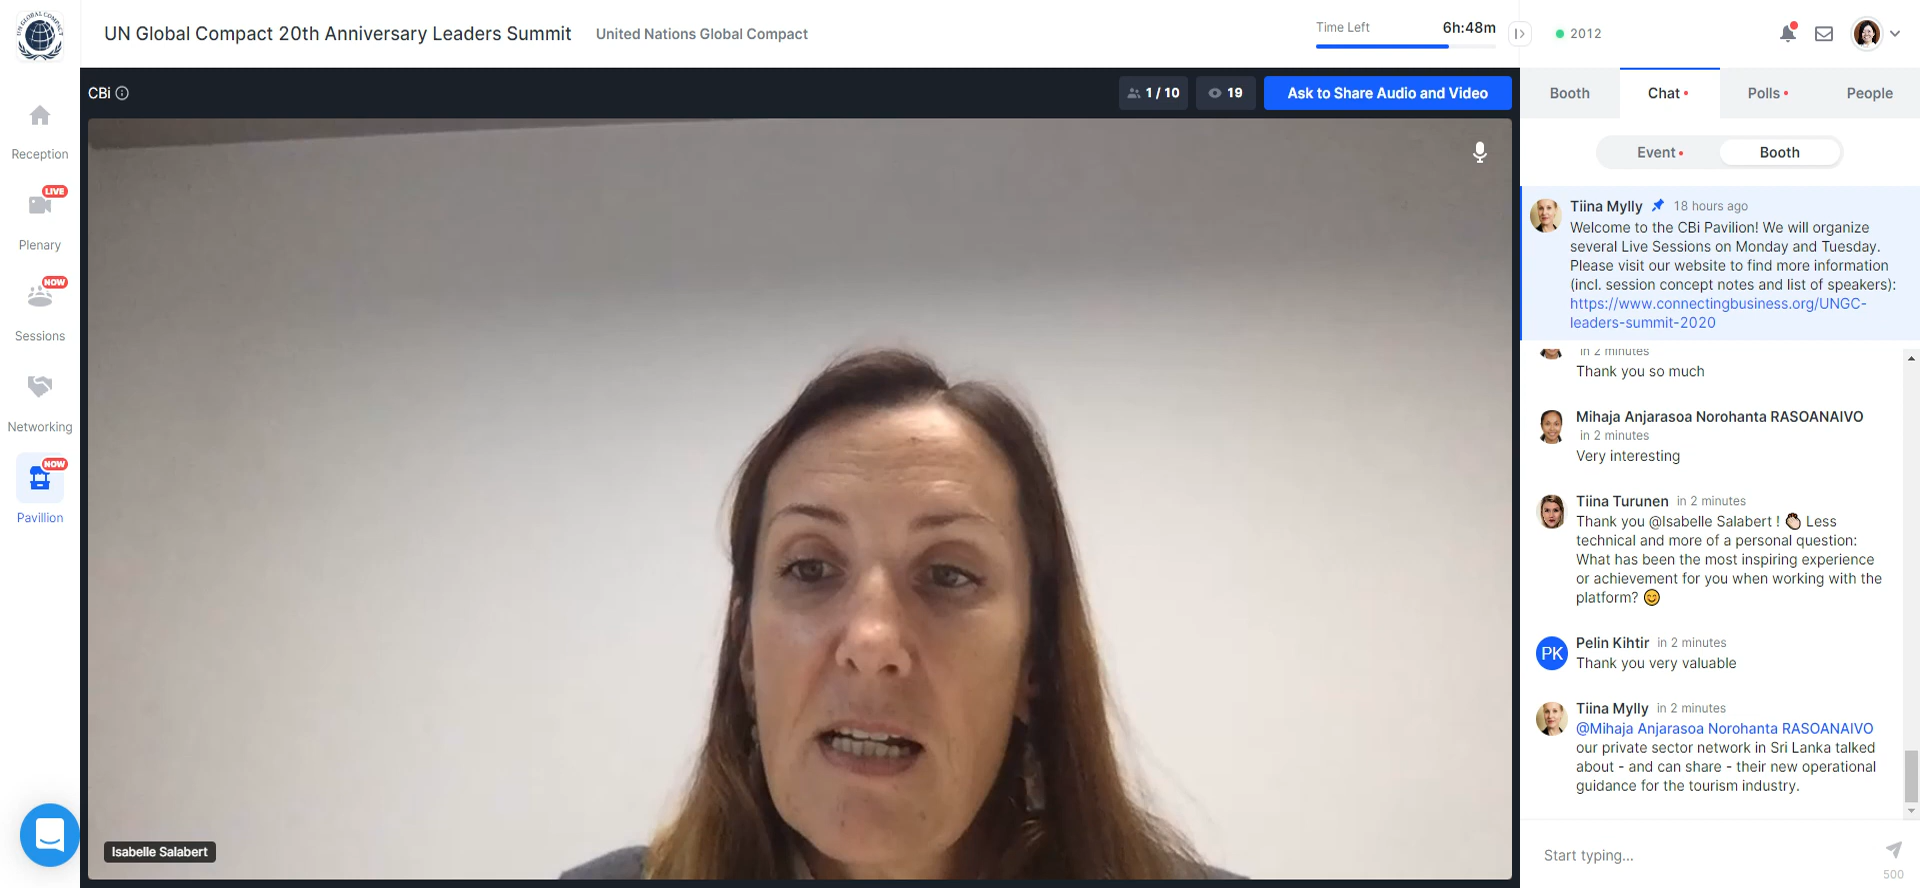 UN GLOBAL COMPACT
UN Global Compact 20th Anniversary Leaders Summit
United Nations Global Compact
Time Left
6h:48m
2012
Reception
LIVE
Plenary
NOW
Sessions
Networking
NOW
Pavillion
CBi
1 / 10
19
Ask to Share Audio and Video
Isabelle Salabert
Booth
Chat
Polls
People
Event
Booth
Tiina Mylly 18 hours ago
Welcome to the CBi Pavilion! We will organize
several Live Sessions on Monday and Tuesday.
Please visit our website to find more information
(incl. session concept notes and list of speakers):
https://www.connectingbusiness.org/UNGC-
leaders-summit-2020
in 2 minutes
Thank you so much
Mihaja Anjarasoa Norohanta RASOANAIVO
in 2 minutes
Very interesting
Tiina Turunen in 2 minutes
Thank you @Isabelle Salabert ! 👏 Less
technical and more of a personal question:
What has been the most inspiring experience
or achievement for you when working with the
platform? 😊
PK
Pelin Kihtir in 2 minutes
Thank you very valuable
Tiina Mylly in 2 minutes
@Mihaja Anjarasoa Norohanta RASOANAIVO
our private sector network in Sri Lanka talked
about - and can share - their new operational
guidance for the tourism industry.
Start typing...
500